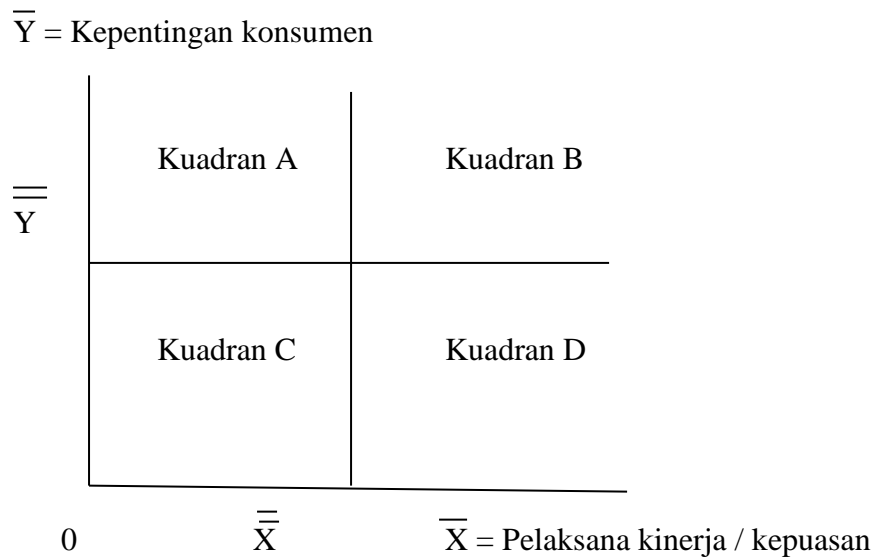 Y̅ = Kepentingan konsumen
Kuadran A Kuadran B
Y̿
Kuadran C Kuadran D
0 X̿ X̅ = Pelaksana kinerja / kepuasan